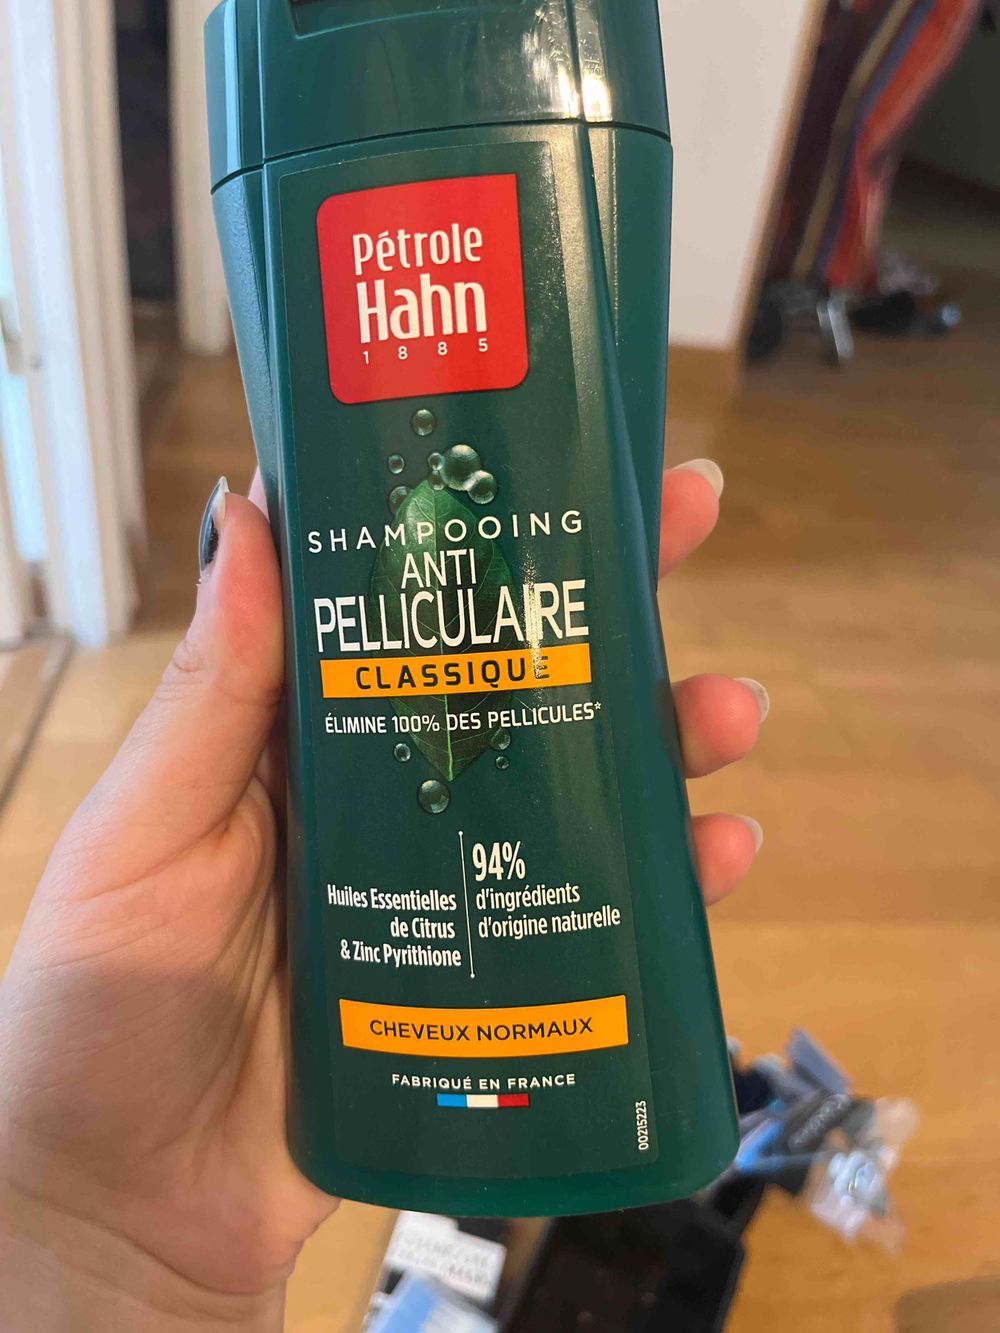 Pétrole
Hahn
1885
SHAMPOOING
ANTI
PELLICULAIRE
CLASSIQUE
ÉLIMINE 100% DES PELLICULES*
Huiles Essentielles
de Citrus
& Zinc Pyrithione
94%
d'ingrédients
d'origine naturelle
CHEVEUX NORMAUX
FABRIQUÉ EN FRANCE
00215223